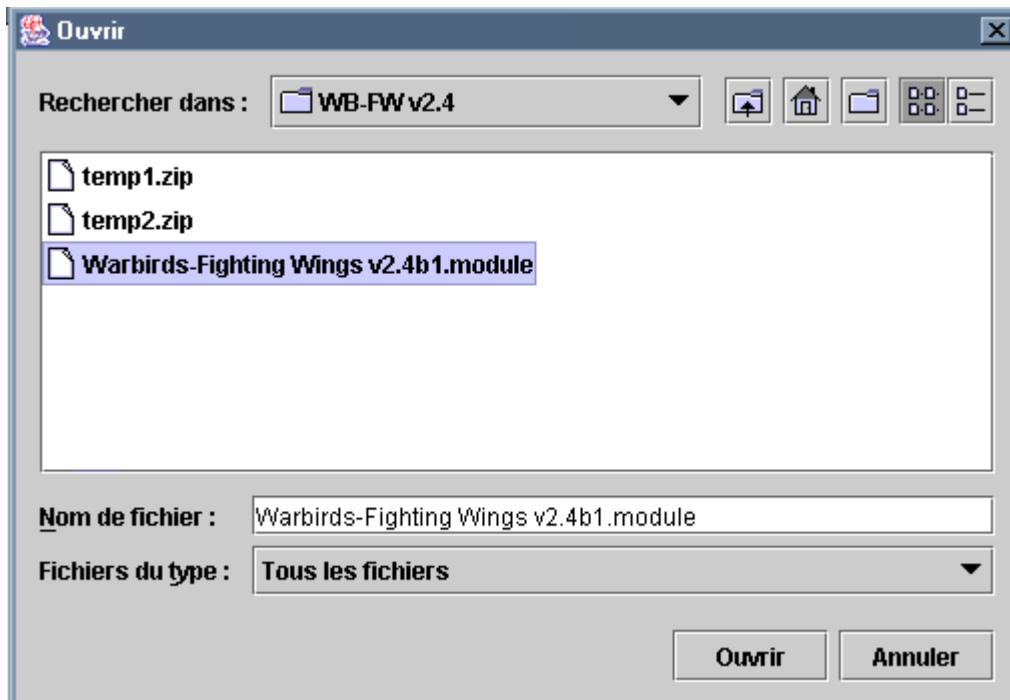 Ouvrir
Rechercher dans : WB-FW v2.4
temp1.zip
temp2.zip
Warbirds-Fighting Wings v2.4b1.module
Nom de fichier : Warbirds-Fighting Wings v2.4b1.module
Fichiers du type : Tous les fichiers
Ouvrir Annuler